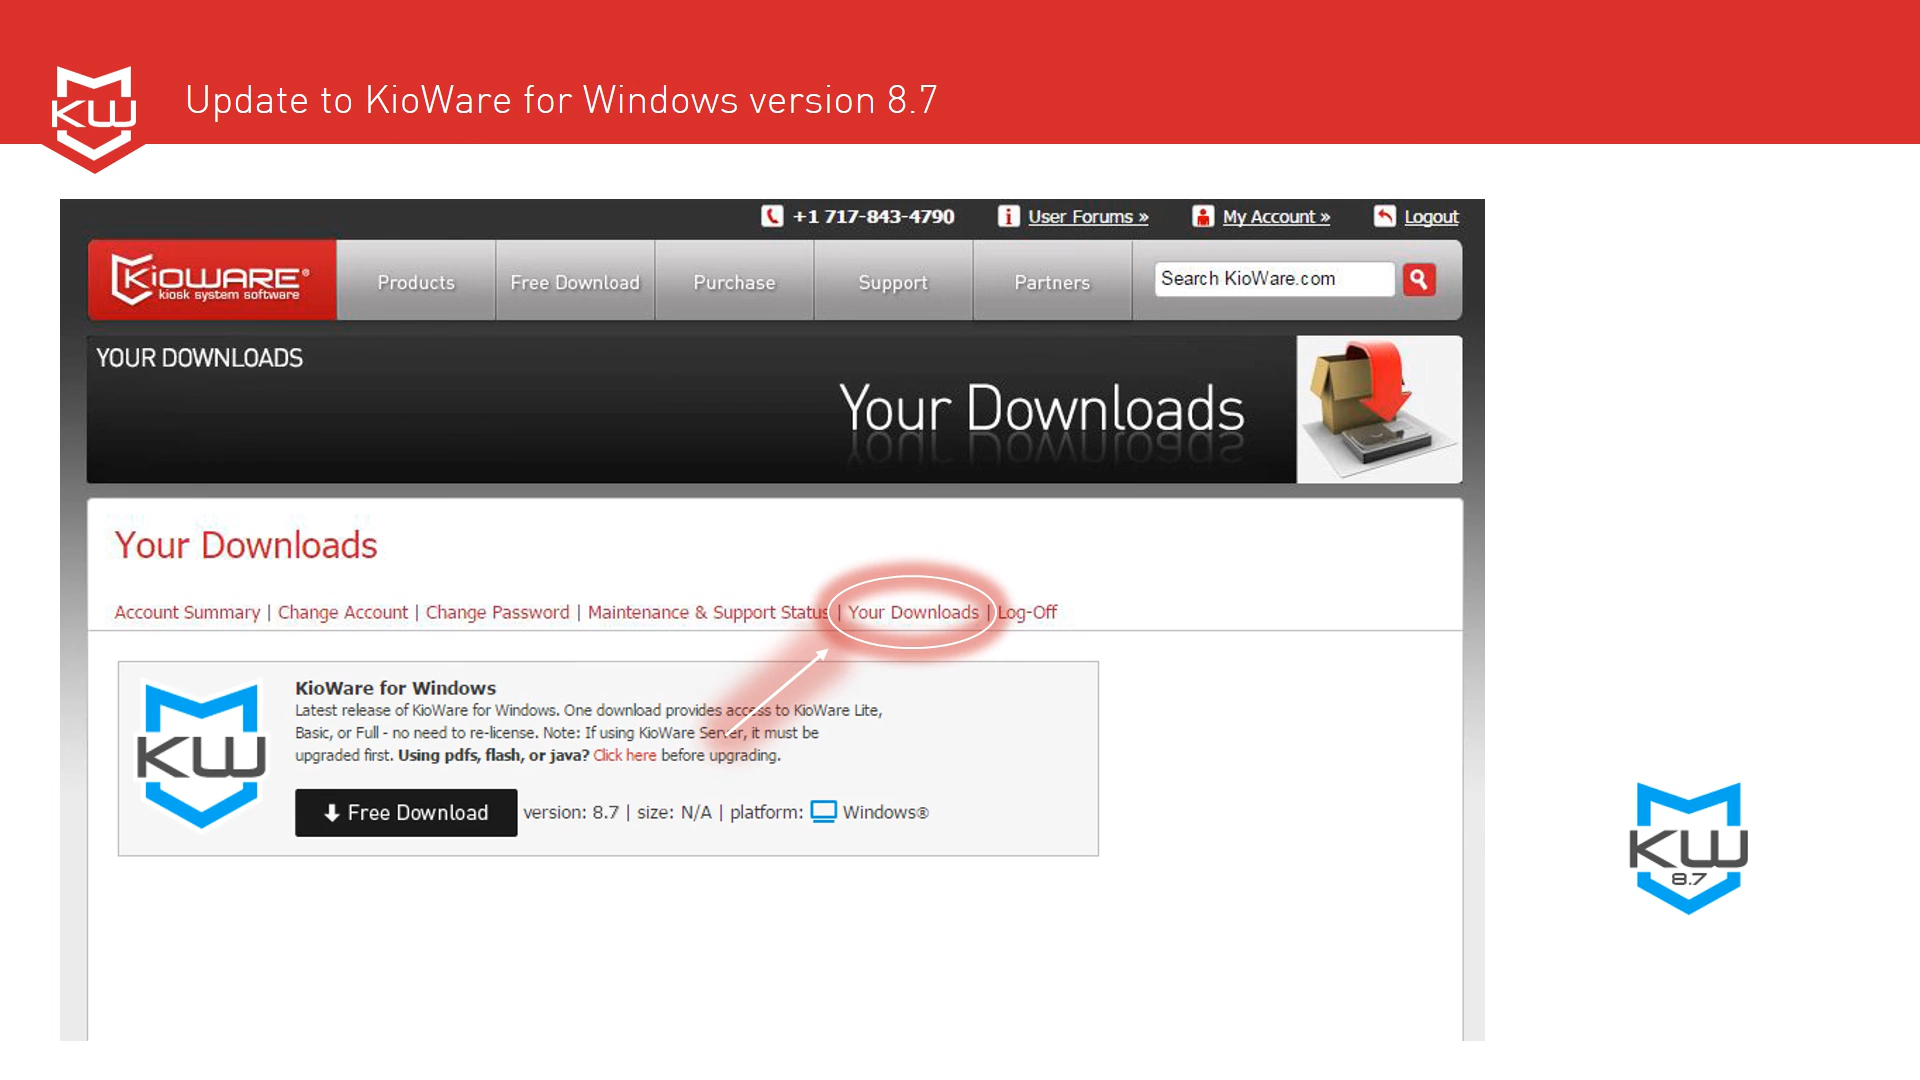 KW
Update to KioWare for Windows version 8.7
+1 717-843-4790 User Forums » My Account » Logout
KIOWARE®
kiosk system software
Products Free Download Purchase Support Partners Search KioWare.com
YOUR DOWNLOADS
Your Downloads
Your Downloads
Account Summary | Change Account | Change Password | Maintenance & Support Status | Your Downloads | Log-Off
KW
KioWare for Windows
Latest release of KioWare for Windows. One download provides access to KioWare Lite,
Basic, or Full - no need to re-license. Note: If using KioWare Server, it must be
upgraded first. Using pdfs, flash, or java? Click here before upgrading.
Free Download version: 8.7 | size: N/A | platform: Windows®
KW
8.7